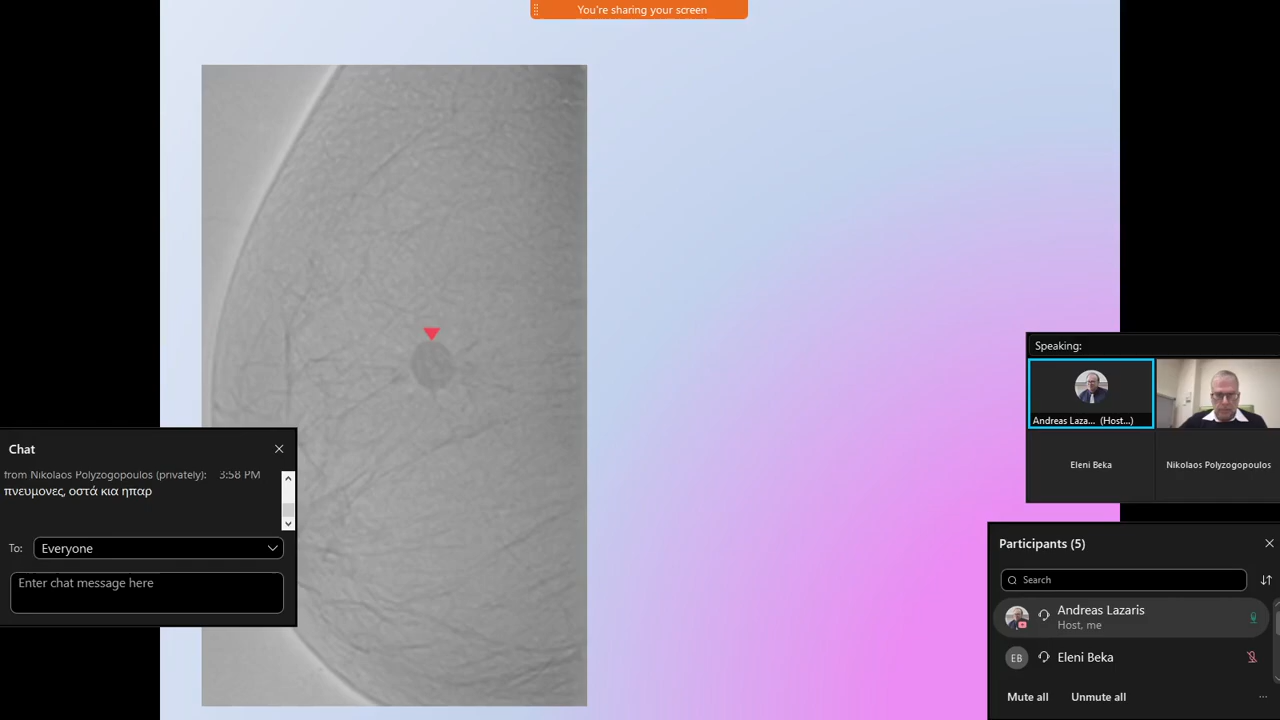 You're sharing your screen
Speaking:
Andreas Laza... (Host...)
Eleni Beka
Nikolaos Polyzogopoulos
Chat
from Nikolaos Polyzogopoulos (privately): 3:58 PM
πνευμονες, οστά κια ηπαρ
To:
Everyone
Enter chat message here
Participants (5)
Search
Andreas Lazaris
Host, me
EB
Eleni Beka
Mute all
Unmute all